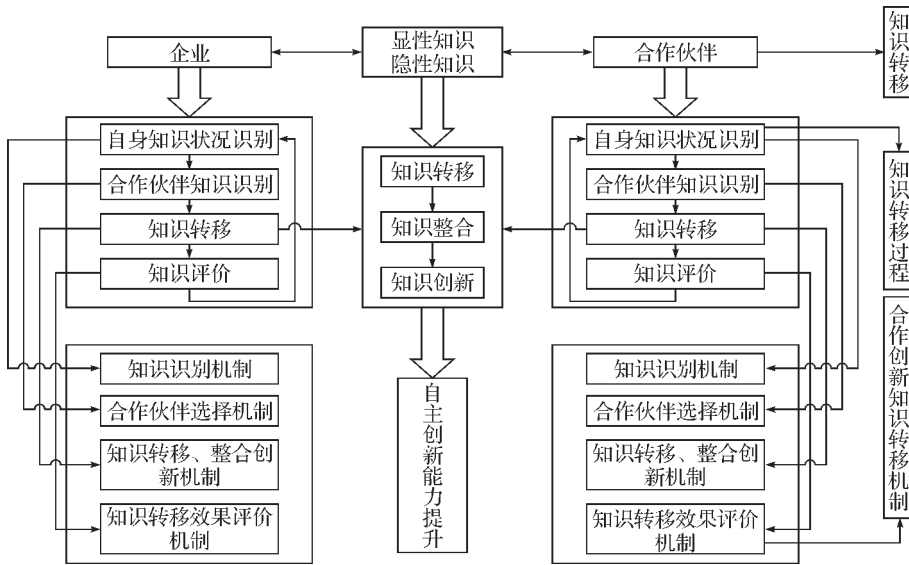 企业
显性知识
隐性知识
合作伙伴
知识转移
自身知识状况识别
合作伙伴知识识别
知识转移
知识评价
知识转移
知识整合
知识创新
自身知识状况识别
合作伙伴知识识别
知识转移
知识评价
知识转移过程
知识识别机制
合作伙伴选择机制
知识转移、整合创
新机制
知识转移效果评价
机制
自主创新能力提升
知识识别机制
合作伙伴选择机制
知识转移、整合创
新机制
知识转移效果评价
机制
合作创新知识转移机制